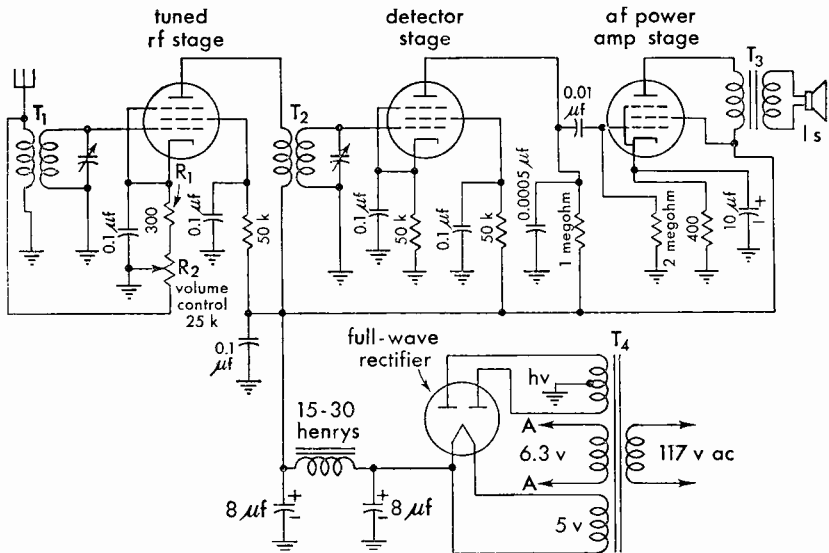 tuned
rf stage
detector
stage
af power
amp stage
T1
T2
T3
0.01
μf
ls
R1
300
0.1 μf
0.1 μf
50 k
R2
volume
control
25 k
0.1 μf
50 k
0.1 μf
50 k
0.0005 μf
1 megohm
2 megohm
400
10 μf
+
-
0.1
μf
full-wave
rectifier
T4
hv
15-30
henrys
A
6.3 v
A
117 v ac
5 v
8 μf
+
-
+
-
8 μf